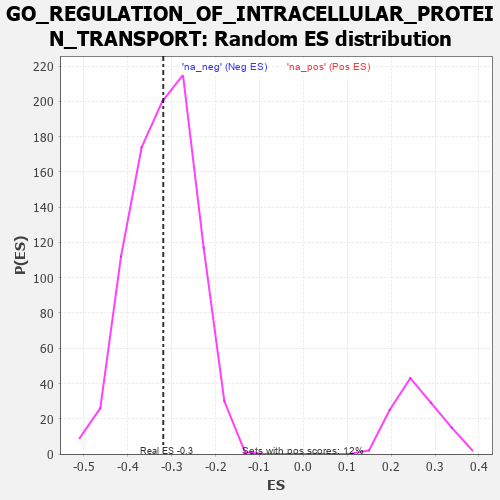 GO_REGULATION_OF_INTRACELLULAR_PROTEI
N_TRANSPORT: Random ES distribution
'na_neg' (Neg ES) 'na_pos' (Pos ES)
220
200
180
160
140
120
100
80
60
40
20
0
P(ES)
Real ES -0.3 Sets with pos scores: 12%
-0.5 -0.4 -0.3 -0.2 -0.1 0.0 0.1 0.2 0.3 0.4
ES